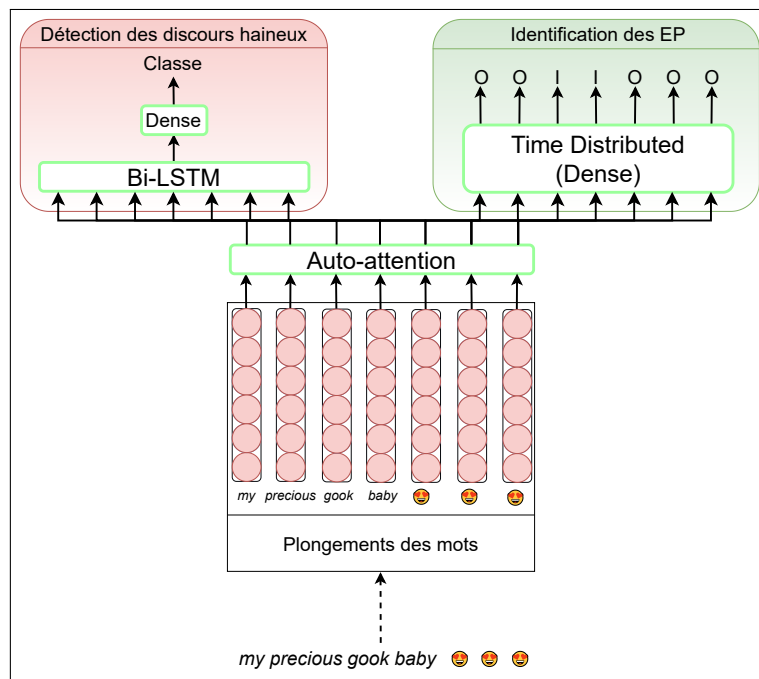 Détection des discours haineux
Identification des EP
Classe
O O I I O O O
Dense
Time Distributed
(Dense)
Bi-LSTM
Auto-attention
my precious gook baby 😍 😍 😍
Plongements des mots
my precious gook baby 😍 😍 😍